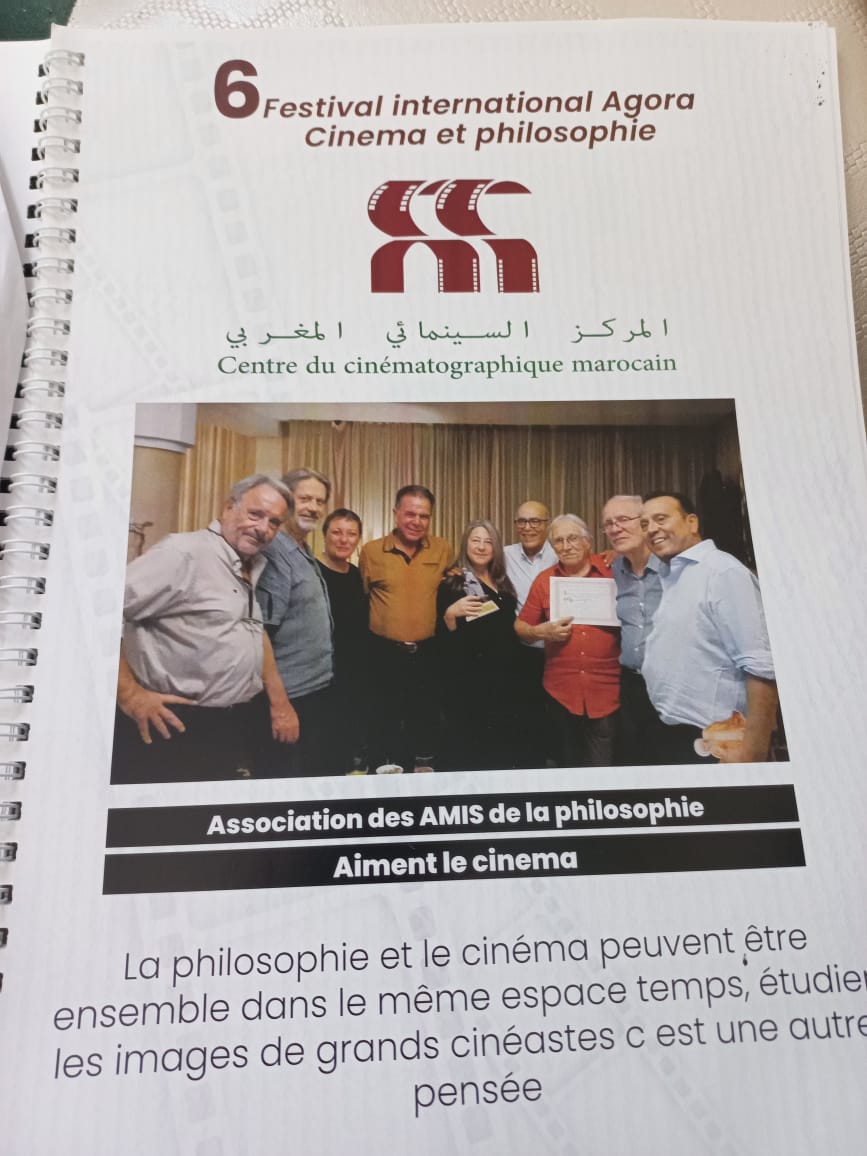 6 Festival international Agora
Cinema et philosophie
المركز السينمائي المغربي
Centre du cinématographique marocain
Association des AMIS de la philosophie
Aiment le cinema
La philosophie et le cinéma peuvent être
ensemble dans le même espace temps, étudier
les images de grands cinéastes c est une autre
pensée